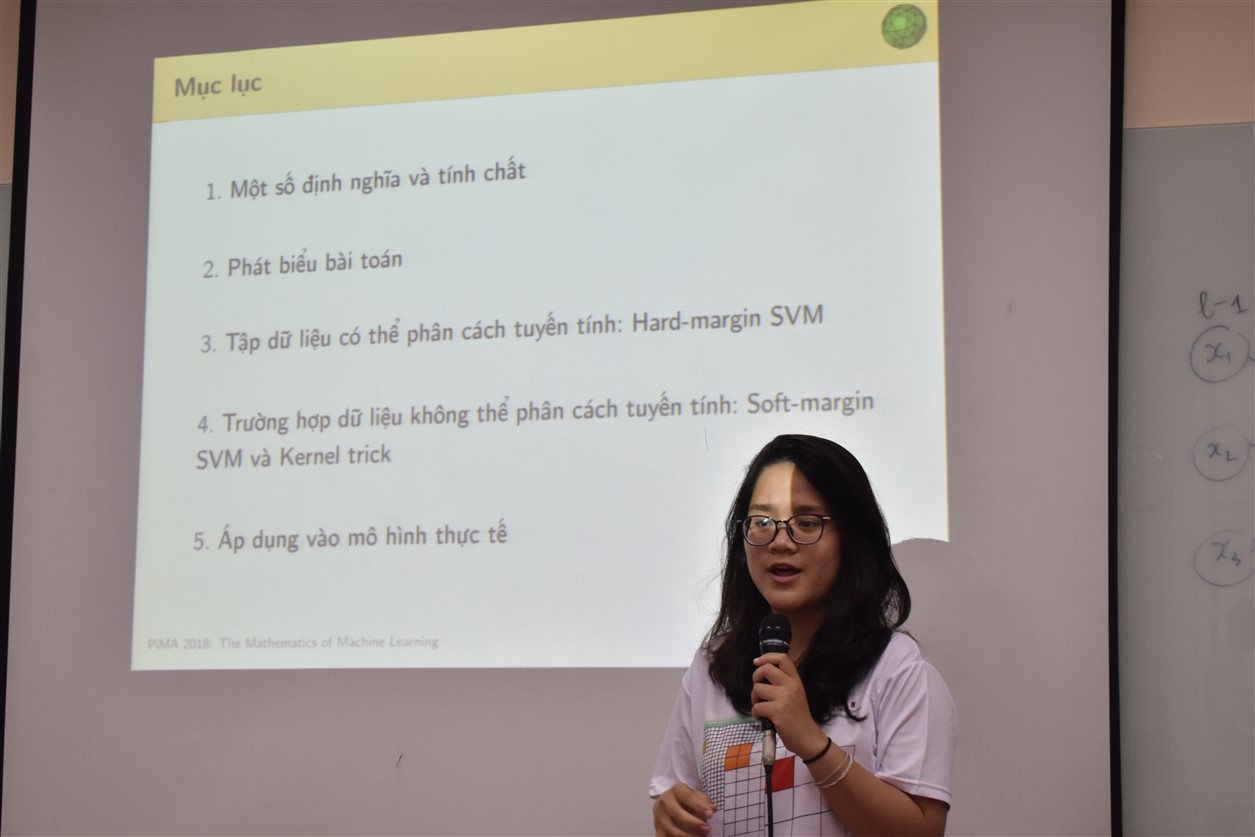 Mục lục
1. Một số định nghĩa và tính chất
2. Phát biểu bài toán
3. Tập dữ liệu có thể phân cách tuyến tính: Hard-margin SVM
4. Trường hợp dữ liệu không thể phân cách tuyến tính: Soft-margin
SVM và Kernel trick
5. Áp dụng vào mô hình thực tế
PiMA 2018: The Mathematics of Machine Learning
l-1
x₁
x₂
x₃